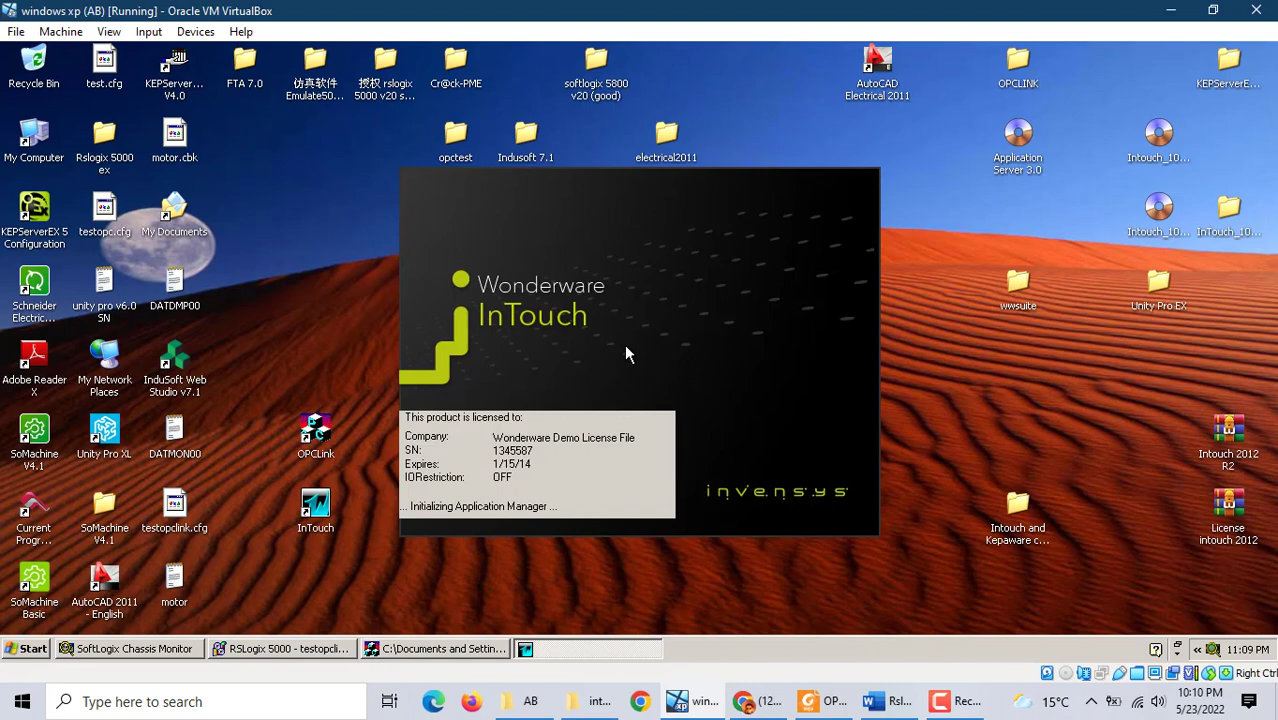 windows xp (AB) [Running] - Oracle VM VirtualBox
File Machine View Input Devices Help
Recycle Bin
test.cfg
KEPServer...
V4.0
FTA 7.0
仿真软件
Emulate50...
授权 rslogix
5000 v20 s...
Cr@ck-PME
softlogix 5800
v20 (good)
AutoCAD
Electrical 2011
OPCLINK
KEPServerE...
My Computer
Rslogix 5000
ex
motor.cbk
opctest
Indusoft 7.1
electrical2011
Application
Server 3.0
Intouch_10...
KEPServerEX 5
Configuration
testopc.cfg
My Documents
Intouch_10...
InTouch_10...
Schneider
Electric...
unity pro v6.0
SN
DATDMP00
wwsuite
Unity Pro EX
Adobe Reader
X
My Network
Places
InduSoft Web
Studio v7.1
SoMachine
V4.1
Unity Pro XL
DATMON00
OPCLink
Intouch 2012
R2
Current
Progr...
SoMachine
V4.1
testopclink.cfg
InTouch
Intouch and
Kepaware c...
License
intouch 2012
SoMachine
Basic
AutoCAD 2011
- English
motor
Wonderware
InTouch
This product is licensed to:
Company: Wonderware Demo License File
SN: 1345587
Expires: 1/15/14
IORestriction: OFF
... Initializing Application Manager ...
invensys
Start SoftLogix Chassis Monitor RSLogix 5000 - testopcli... C:\Documents and Settin... « 11:09 PM
Right Ctrl
Type here to search AB int... win... (12... OP... Rsl... Rec... 15°C 10:10 PM
5/23/2022